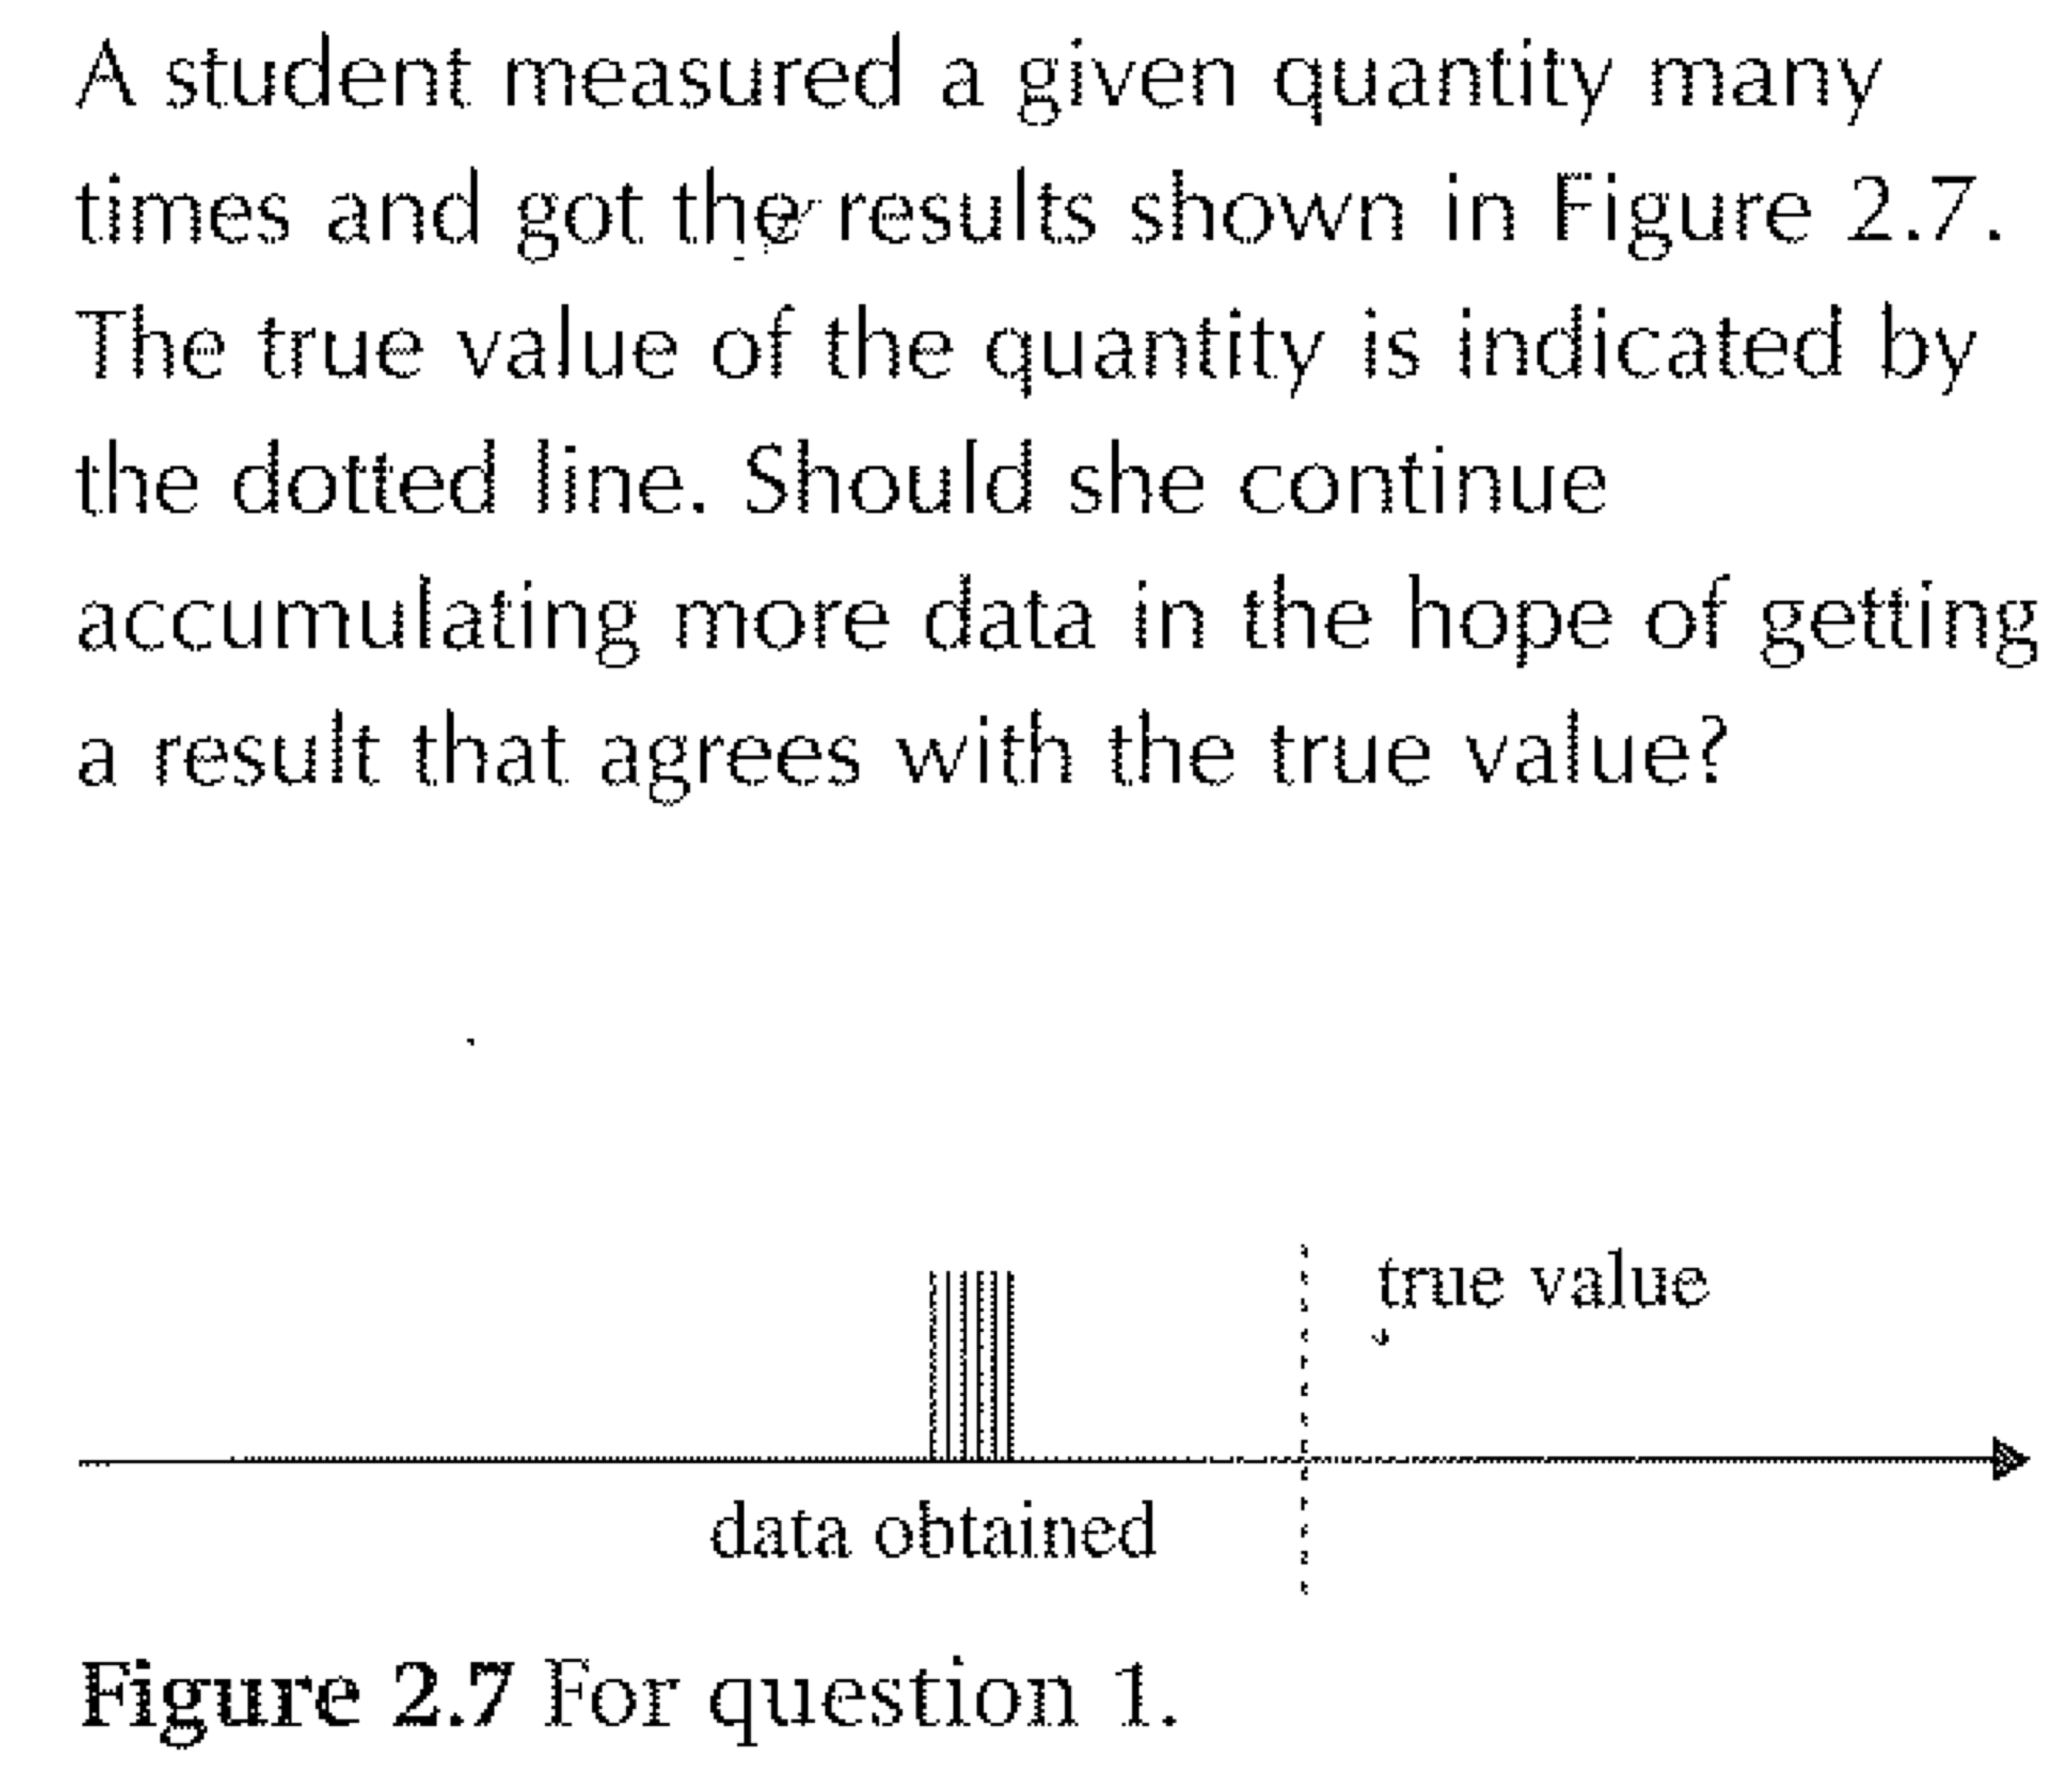 A student measured a given quantity many
times and got the results shown in Figure 2.7.
The true value of the quantity is indicated by
the dotted line. Should she continue
accumulating more data in the hope of getting
a result that agrees with the true value?
true value
data obtained
Figure 2.7 For question 1.